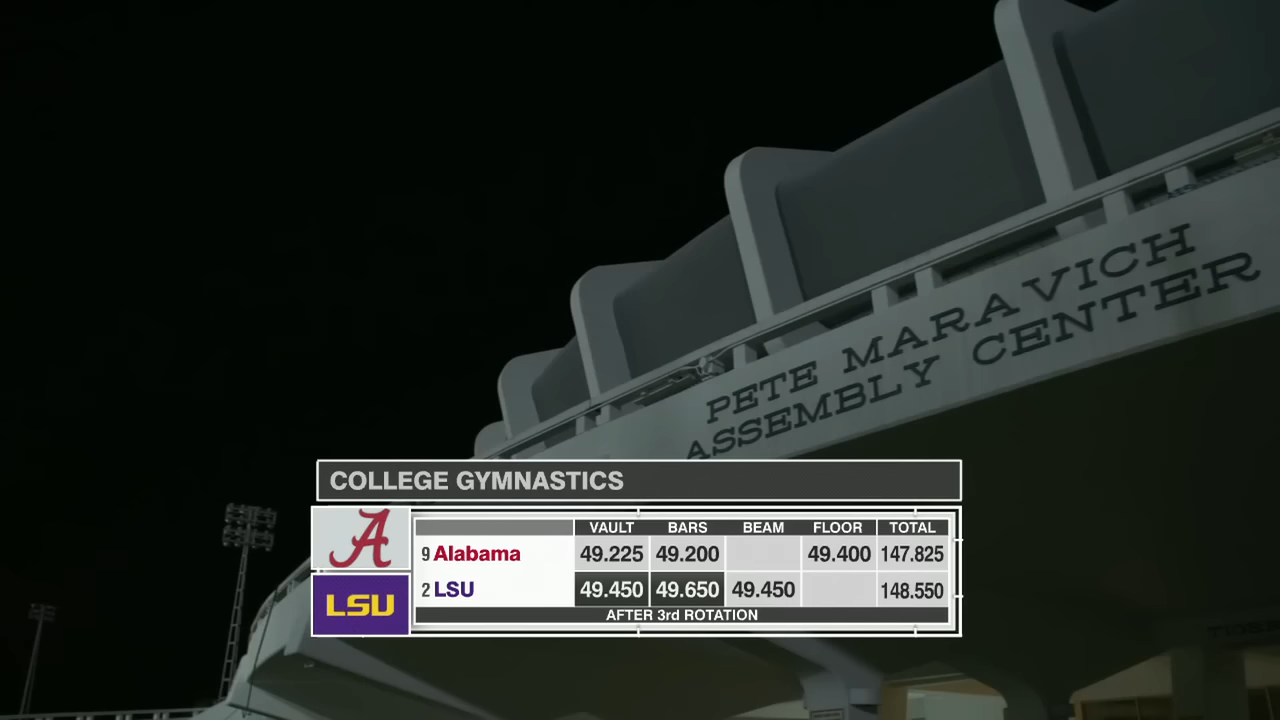 PETE MARAVICH
ASSEMBLY CENTER
COLLEGE GYMNASTICS
A
VAULT BARS BEAM FLOOR TOTAL
9 Alabama 49.225 49.200 49.400 147.825
LSU
2 LSU 49.450 49.650 49.450 148.550
AFTER 3rd ROTATION